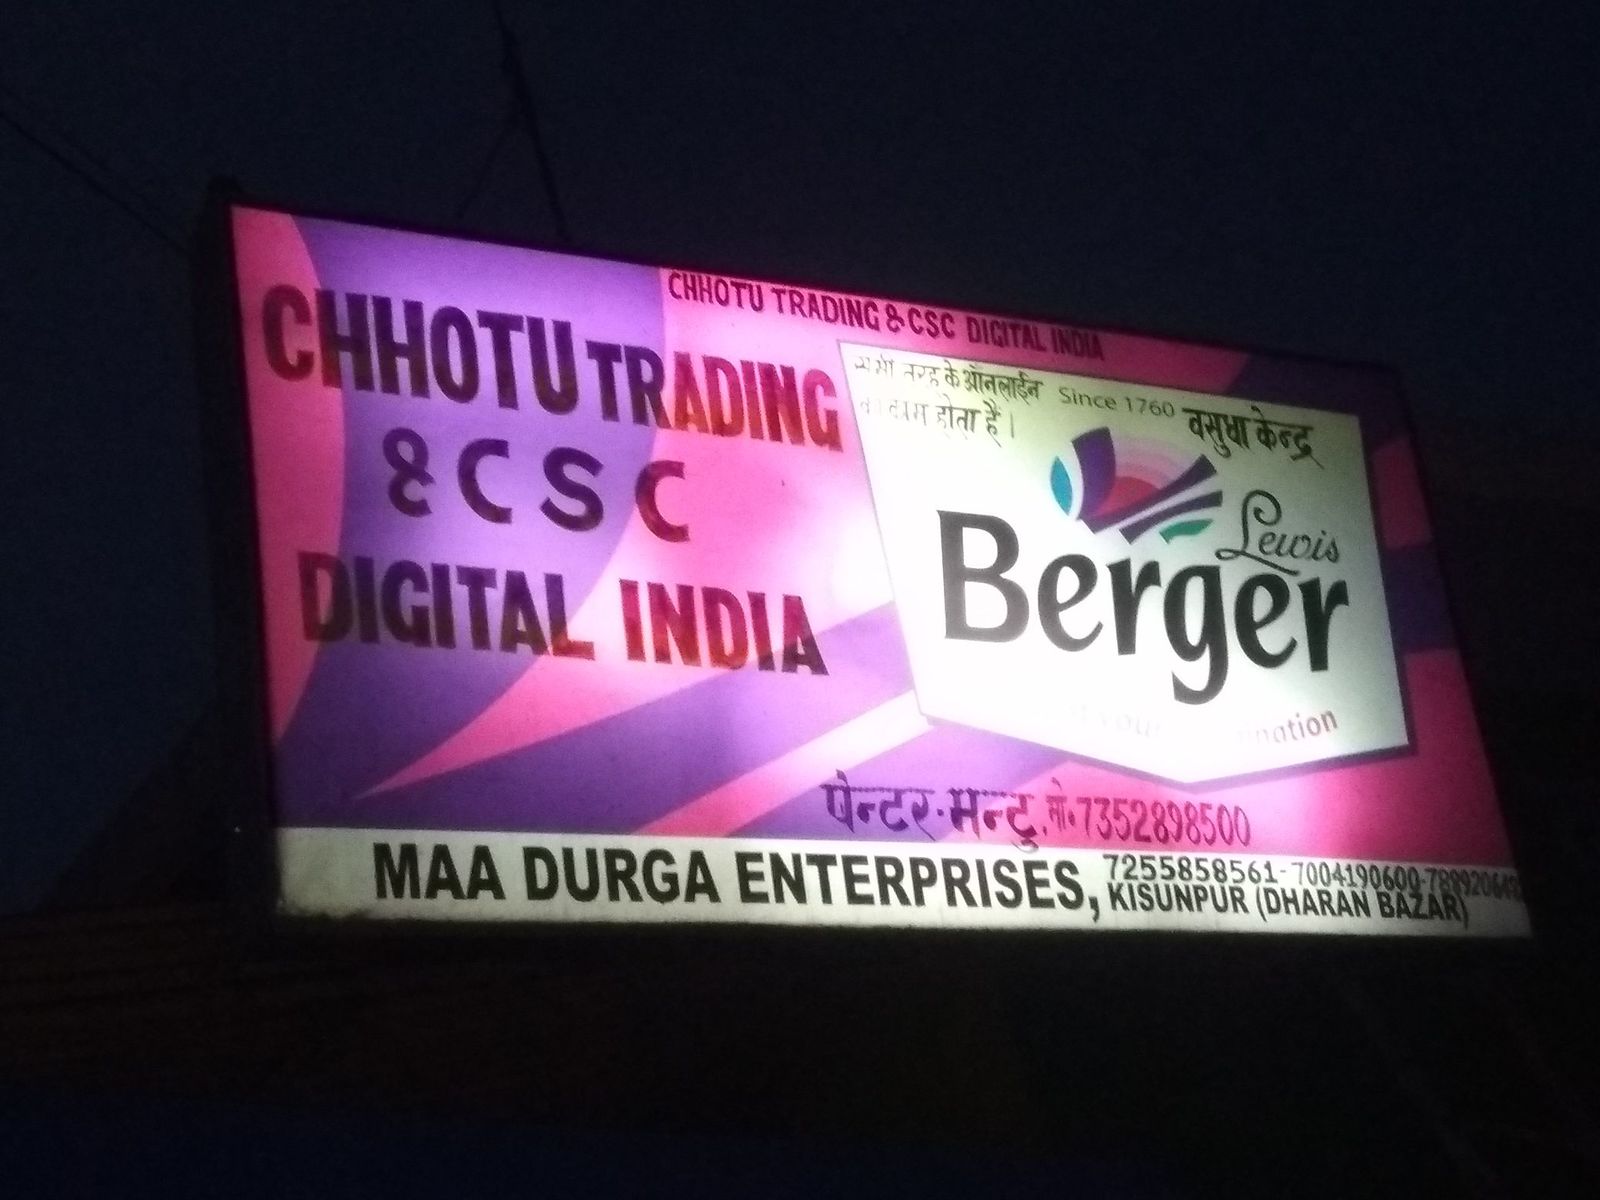 CHHOTU TRADING & CSC DIGITAL INDIA
CHHOTU TRADING
& CSC
DIGITAL INDIA
सभी तरह के ऑनलाईन
का काम होता है।
Since 1760
वसुधा केन्द्र
Lewis
Berger
your
पेन्टर-मन्टु. मो. 7352898500
MAA DURGA ENTERPRISES,
7255858561-7004190600-
KISUNPUR (DHARAN BAZAR)